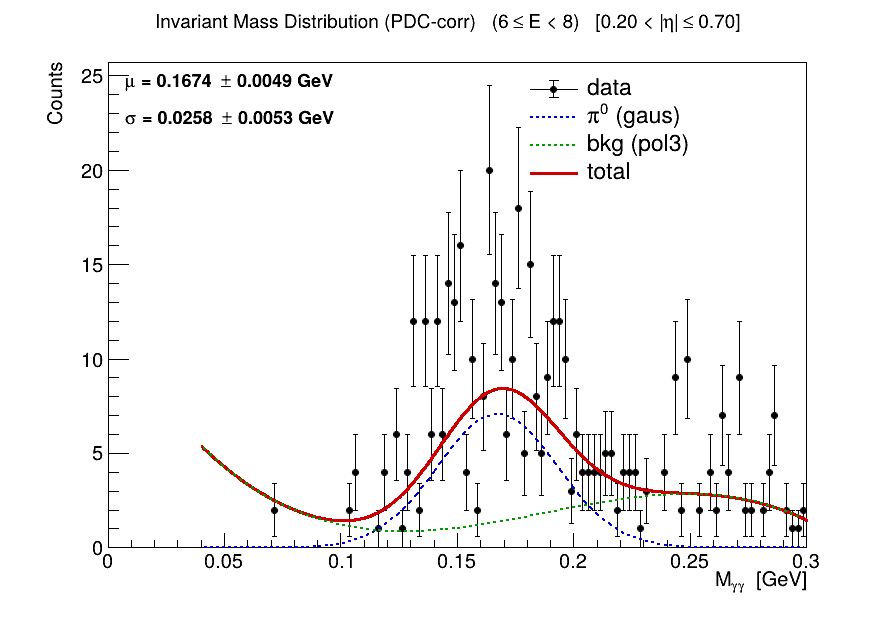 Invariant Mass Distribution (PDC-corr) (6 ≤ E < 8) [0.20 < |η| ≤ 0.70]
Counts
μ = 0.1674 ± 0.0049 GeV
σ = 0.0258 ± 0.0053 GeV
data
π⁰ (gaus)
bkg (pol3)
total
25
20
15
10
5
0
0 0.05 0.1 0.15 0.2 0.25 0.3
M_γγ [GeV]